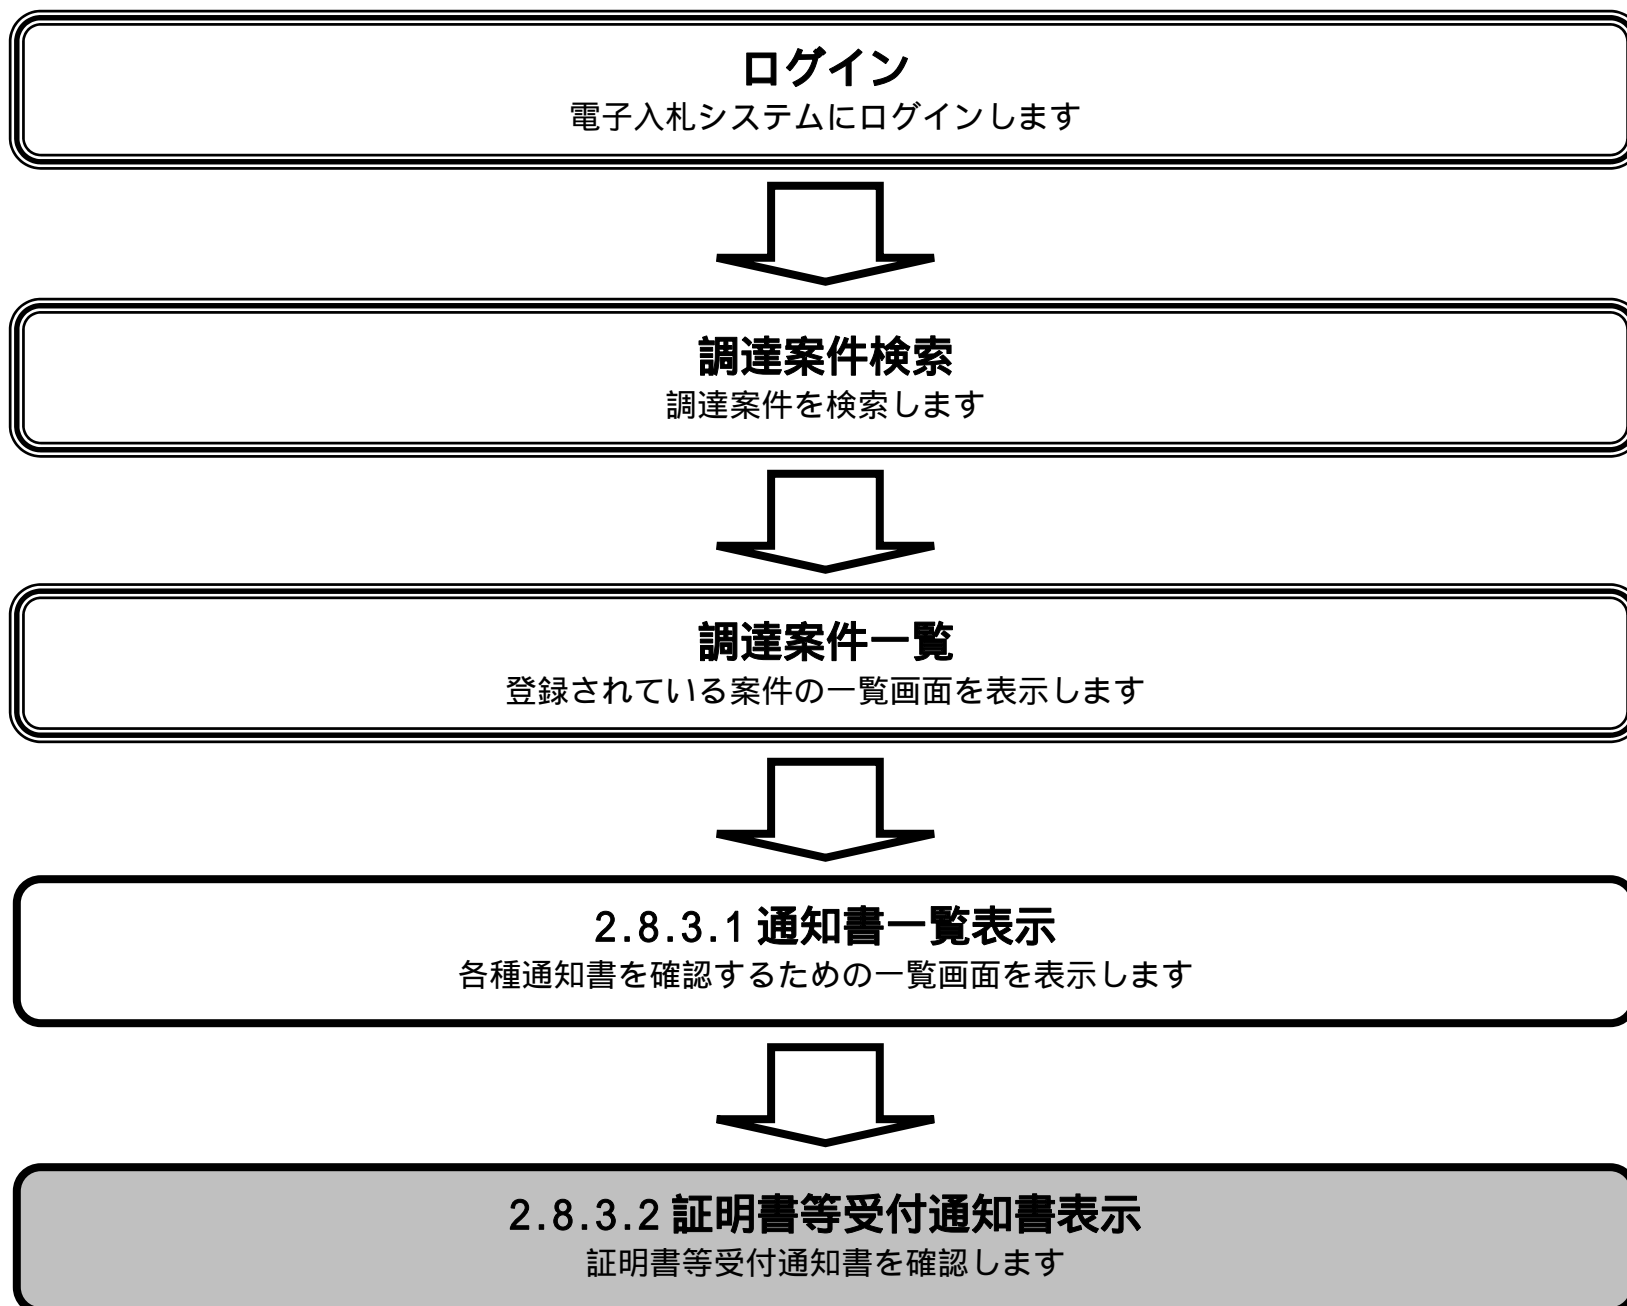 ログイン
電子入札システムにログインします
調達案件検索
調達案件を検索します
調達案件一覧
登録されている案件の一覧画面を表示します
2.8.3.1 通知書一覧表示
各種通知書を確認するための一覧画面を表示します
2.8.3.2 証明書等受付通知書表示
証明書等受付通知書を確認します